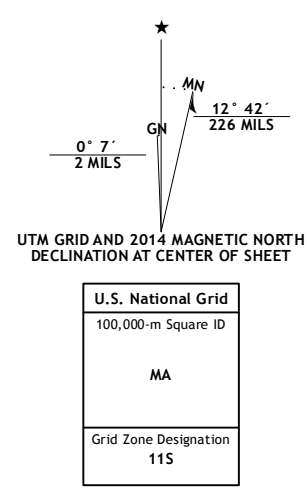 ★
MN
12° 42´
226 MILS
GN
0° 7´
2 MILS
UTM GRID AND 2014 MAGNETIC NORTH
DECLINATION AT CENTER OF SHEET
U.S. National Grid
100,000-m Square ID
MA
Grid Zone Designation
11S